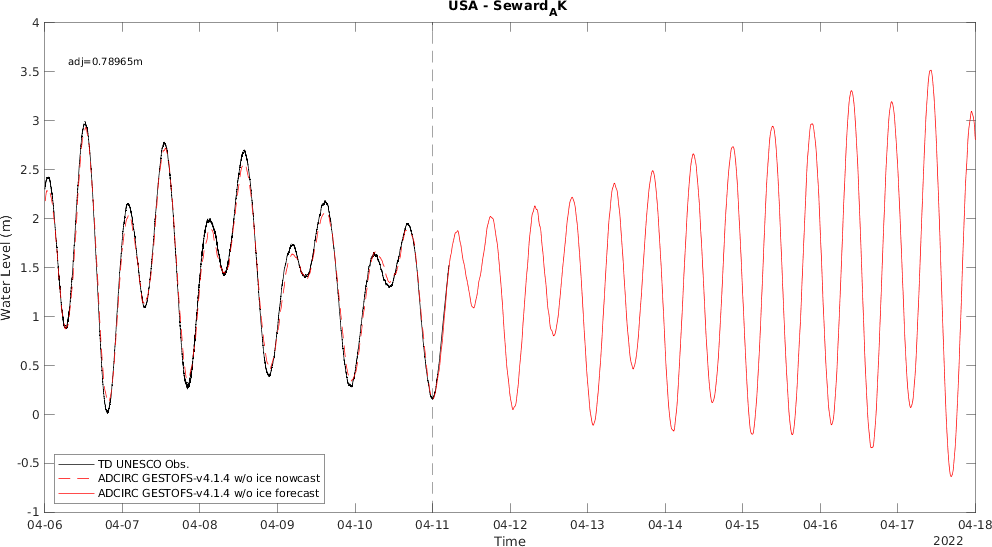 USA - Seward_AK
adj=0.78965m
4
3.5
3
2.5
2
1.5
1
0.5
0
-0.5
-1
Water Level (m)
TD UNESCO Obs.
ADCIRC GESTOFS-v4.1.4 w/o ice nowcast
ADCIRC GESTOFS-v4.1.4 w/o ice forecast
04-06 04-07 04-08 04-09 04-10 04-11 04-12 04-13 04-14 04-15 04-16 04-17 04-18
Time
2022